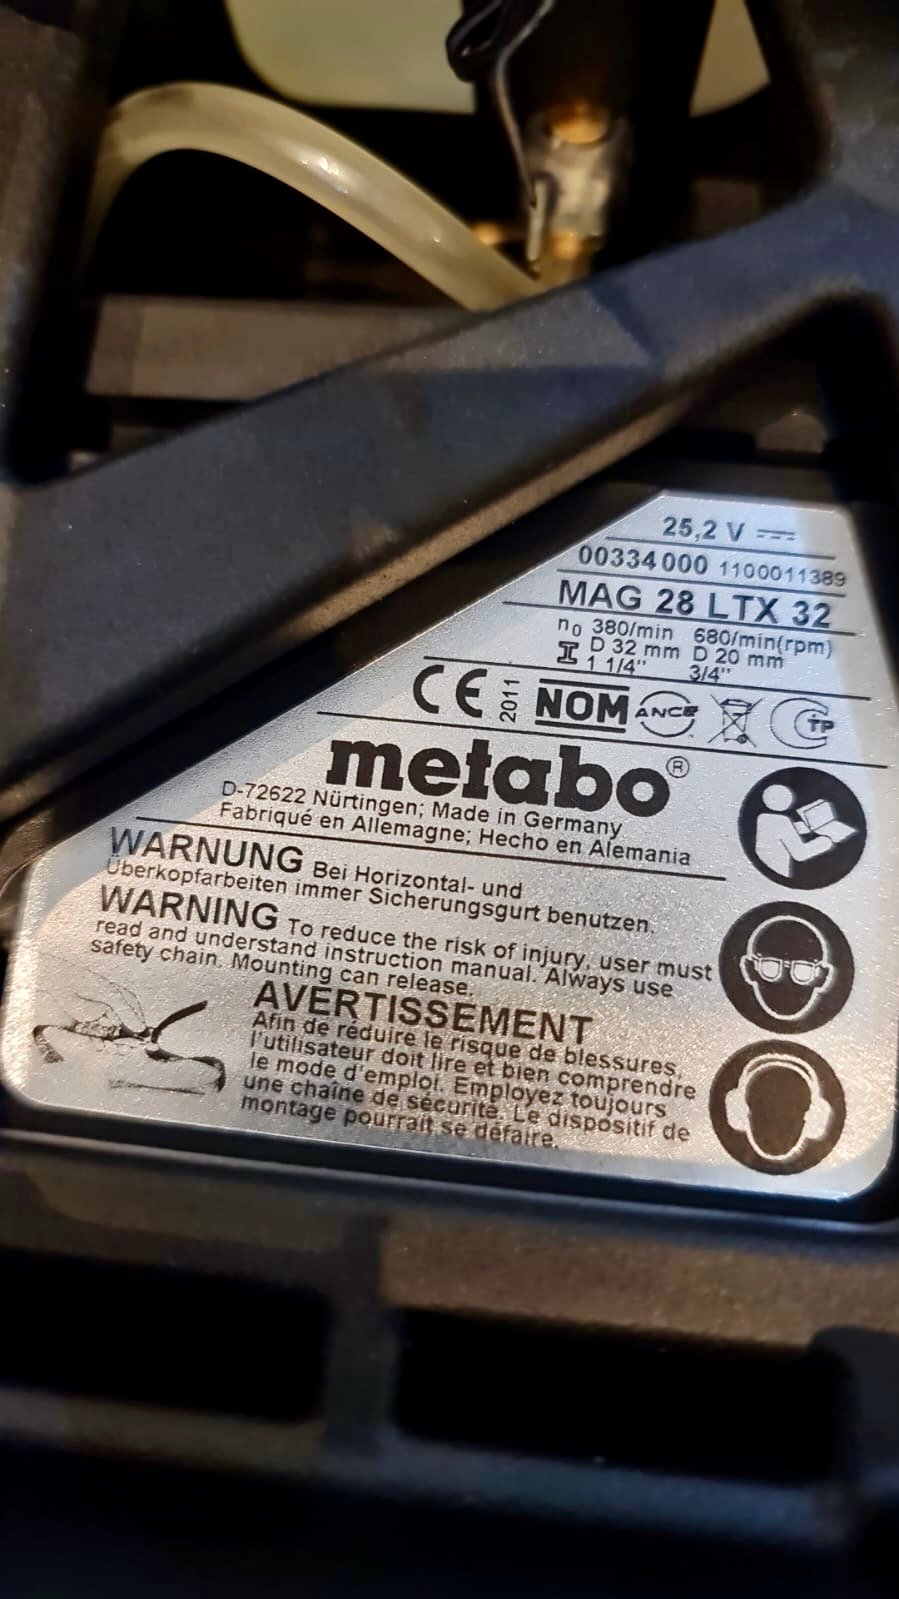 25,2 V
00334000 1100011389
MAG 28 LTX 32
n0 380/min 680/min(rpm)
D 32 mm D 20 mm
1 1/4" 3/4"
CE 2011 NOM ANCE TP
metabo®
D-72622 Nürtingen; Made in Germany
Fabriqué en Allemagne; Hecho en Alemania
WARNUNG Bei Horizontal- und
Überkopfarbeiten immer Sicherungsgurt benutzen.
WARNING To reduce the risk of injury, user must
read and understand instruction manual. Always use
safety chain. Mounting can release.
AVERTISSEMENT
Afin de réduire le risque de blessures,
l'utilisateur doit lire et bien comprendre
le mode d'emploi. Employez toujours
une chaîne de sécurité. Le dispositif de
montage pourrait se défaire.